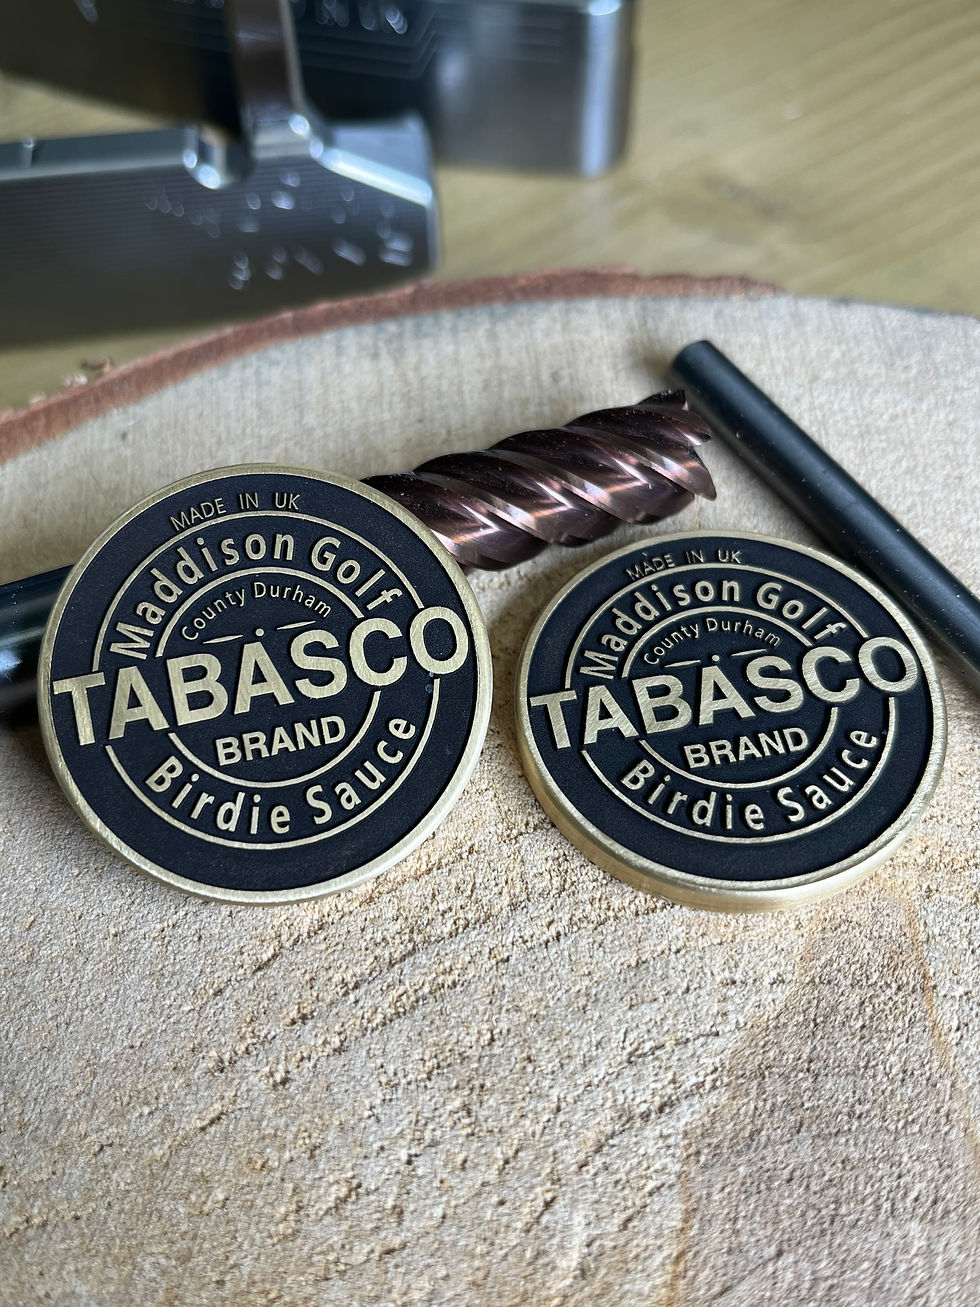 MADE IN UK
Maddison Golf
County Durham
TABASCO
BRAND
Birdie Sauce
MADE IN UK
Maddison Golf
County Durham
TABASCO
BRAND
Birdie Sauce